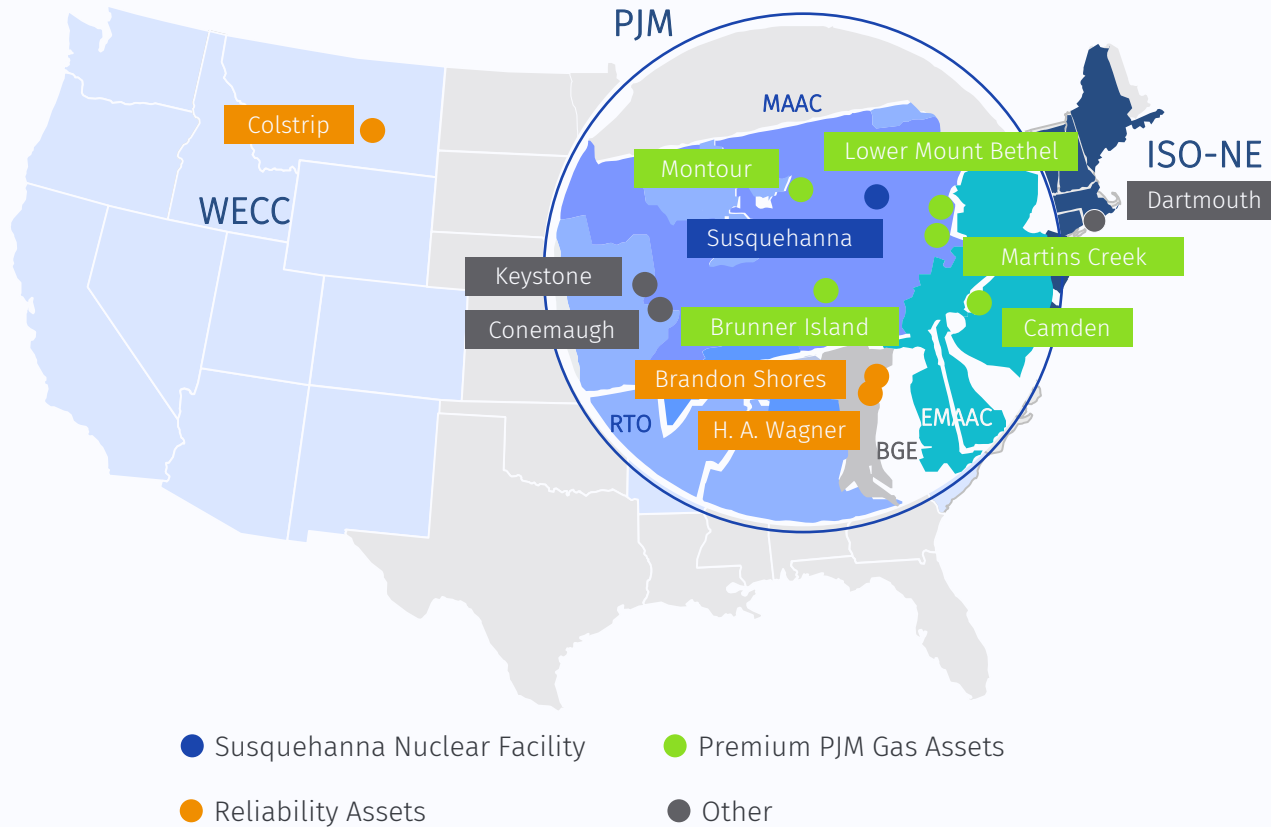 PJM
MAAC
Colstrip
Lower Mount Bethel
ISO-NE
Montour
Dartmouth
WECC
Susquehanna
Martins Creek
Keystone
Conemaugh
Brunner Island
Camden
Brandon Shores
RTO
H. A. Wagner
EMAAC
BGE
Susquehanna Nuclear Facility
Premium PJM Gas Assets
Reliability Assets
Other